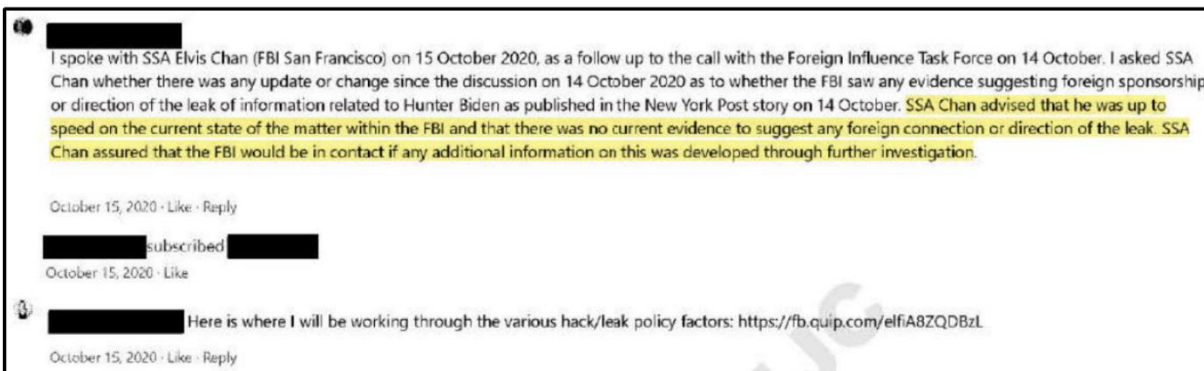 I spoke with SSA Elvis Chan (FBI San Francisco) on 15 October 2020, as a follow up to the call with the Foreign Influence Task Force on 14 October. I asked SSA
Chan whether there was any update or change since the discussion on 14 October 2020 as to whether the FBI saw any evidence suggesting foreign sponsorship
or direction of the leak of information related to Hunter Biden as published in the New York Post story on 14 October. SSA Chan advised that he was up to
speed on the current state of the matter within the FBI and that there was no current evidence to suggest any foreign connection or direction of the leak. SSA
Chan assured that the FBI would be in contact if any additional information on this was developed through further investigation.
October 15, 2020 · Like · Reply
subscribed
October 15, 2020 · Like
Here is where I will be working through the various hack/leak policy factors: https://fb.quip.com/elfiA8ZQDBzL
October 15, 2020 · Like · Reply